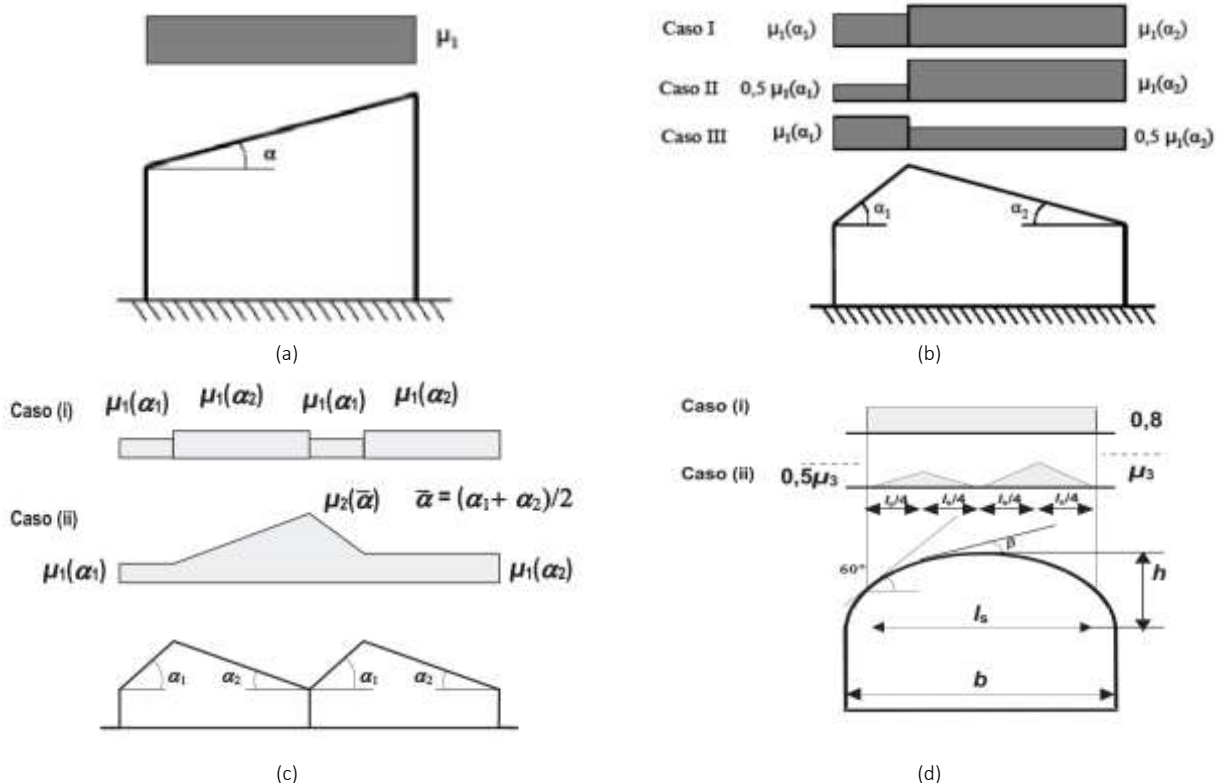 μ₁
α
(a)
Caso I μ₁(α₁) μ₁(α₂)
Caso II 0,5 μ₁(α₁) μ₁(α₂)
Caso III μ₁(α₁) 0,5 μ₁(α₂)
α₁ α₂
(b)
Caso (i) μ₁(α₁) μ₁(α₂) μ₁(α₁) μ₁(α₂)
μ₂(ᾱ) ᾱ = (α₁+ α₂)/2
Caso (ii)
μ₁(α₁) μ₁(α₂)
α₁ α₂ α₁ α₂
(c)
Caso (i) 0,8
Caso (ii) 0,5μ₃ μ₃
lₛ/4 lₛ/4 lₛ/4 lₛ/4
β
60°
h
lₛ
b
(d)